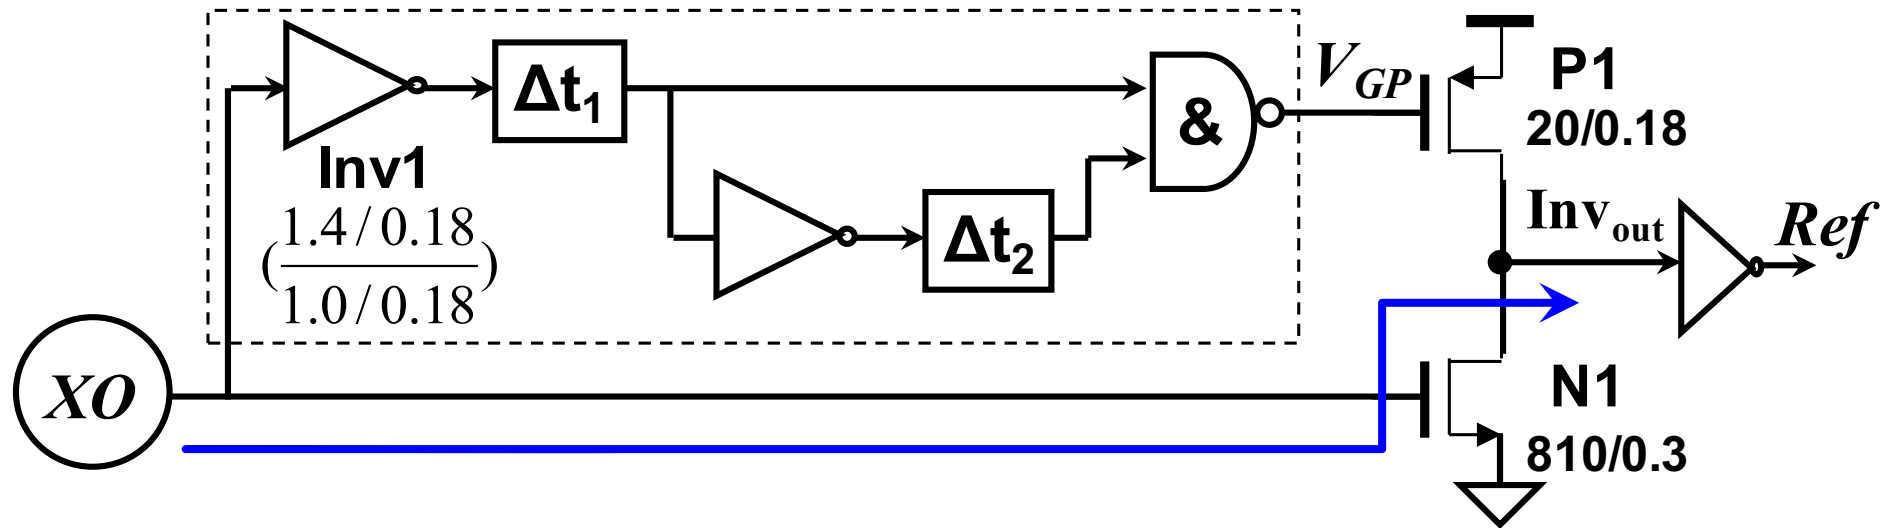 V_GP
P1
20/0.18
Δt₁
&
Inv1
(1.4/0.18
1.0/0.18)
Δt₂
Inv_out
Ref
XO
N1
810/0.3